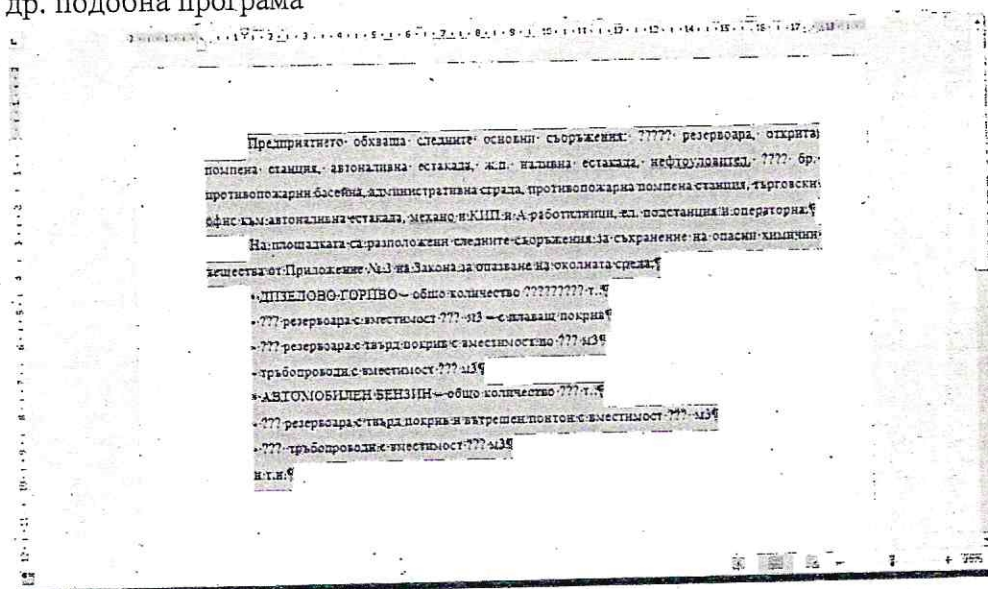 др. подобна програма
Предприятието обхваща следните основни съоръжения: ????? резервоара, открита
помпена станция, автоналивна естакада, ж.п. наливна естакада, нефтоуловител, ???? бр.
противопожарни басейна, административна сграда, противопожарна помпена станция, търговски
офис към автоналивна естакада, механо и КИП и А работилници, ел. подстанция и операторна.¶
На площадката са разположени следните съоръжения за съхранение на опасни химични
вещества от Приложение №3 на Закона за опазване на околната среда:¶
• ДИЗЕЛОВО ГОРИВО – общо количество ????????? т..¶
- ??? резервоара с вместимост ??? м3 – с плаващ покрив¶
- ??? резервоара с твърд покрив с вместимост по ??? м3¶
- тръбопроводи с вместимост ??? м3¶
• АВТОМОБИЛЕН БЕНЗИН – общо количество ??? т..¶
- ??? резервоара с твърд покрив и вътрешен понтон с вместимост ??? м3¶
- ??? тръбопроводи с вместимост ??? м3¶
и т.н.¶